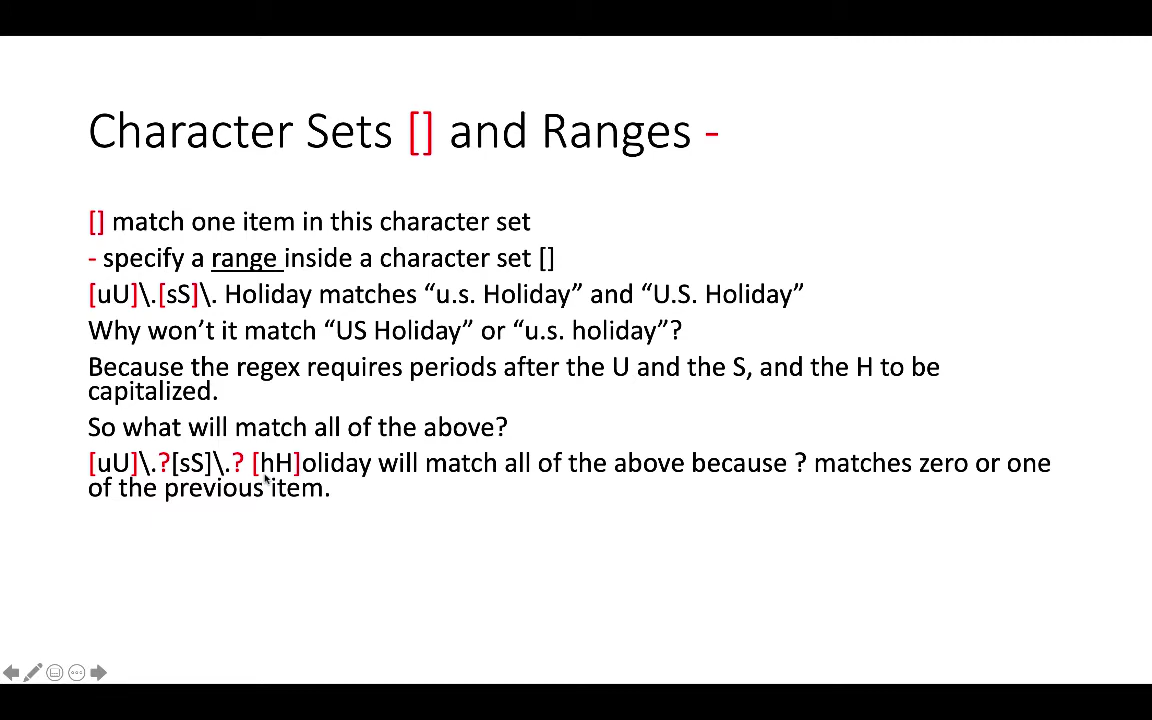 Character Sets [] and Ranges -
[] match one item in this character set
- specify a range inside a character set []
[uU]\.[sS]\. Holiday matches “u.s. Holiday” and “U.S. Holiday”
Why won’t it match “US Holiday” or “u.s. holiday”?
Because the regex requires periods after the U and the S, and the H to be
capitalized.
So what will match all of the above?
[uU]\.?[sS]\.? [hH]oliday will match all of the above because ? matches zero or one
of the previous item.